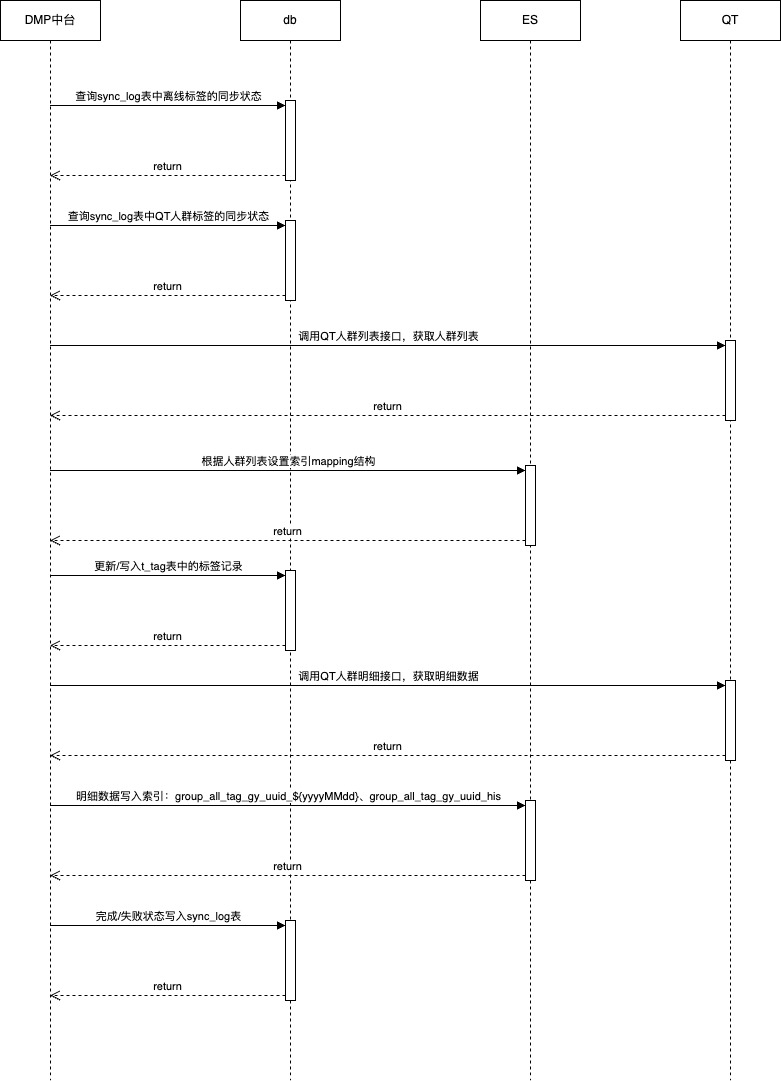 DMP中台
db
ES
QT
查询sync_log表中离线标签的同步状态
return
查询sync_log表中QT人群标签的同步状态
return
调用QT人群列表接口，获取人群列表
return
根据人群列表设置索引mapping结构
return
更新/写入t_tag表中的标签记录
return
调用QT人群明细接口，获取明细数据
return
明细数据写入索引：group_all_tag_gy_uuid_${yyyyMMdd}、group_all_tag_gy_uuid_his
return
完成/失败状态写入sync_log表
return